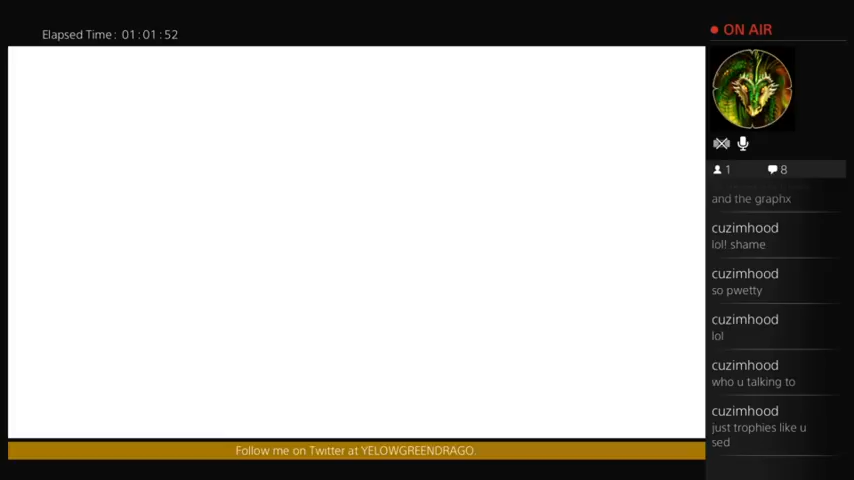 Elapsed Time: 01:01:52
ON AIR
1 8
and the graphx
cuzimhood
lol! shame
cuzimhood
so pwetty
cuzimhood
lol
cuzimhood
who u talking to
cuzimhood
just trophies like u
sed
Follow me on Twitter at YELOWGREENDRAGO.